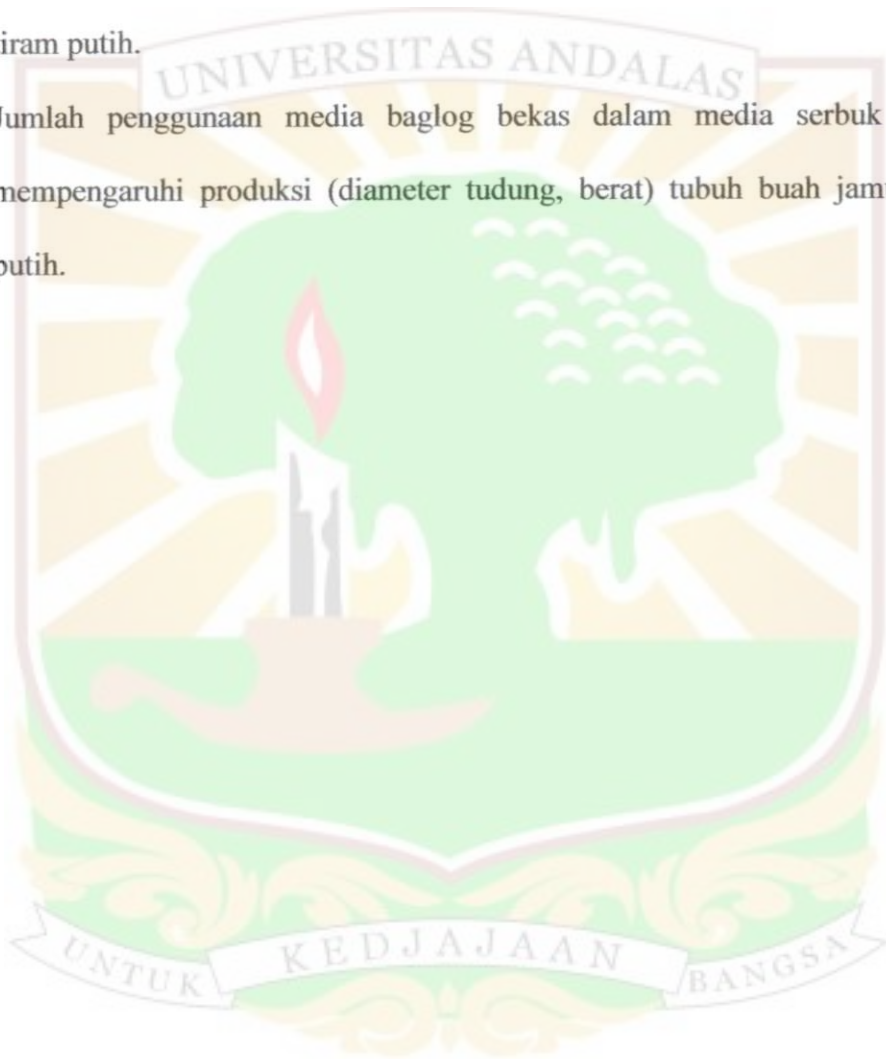 iram putih.
UNIVERSITAS ANDALAS
Jumlah penggunaan media baglog bekas dalam media serbuk
mempengaruhi produksi (diameter tudung, berat) tubuh buah
putih.
UNTUK KEDJAJAAN BANGSA